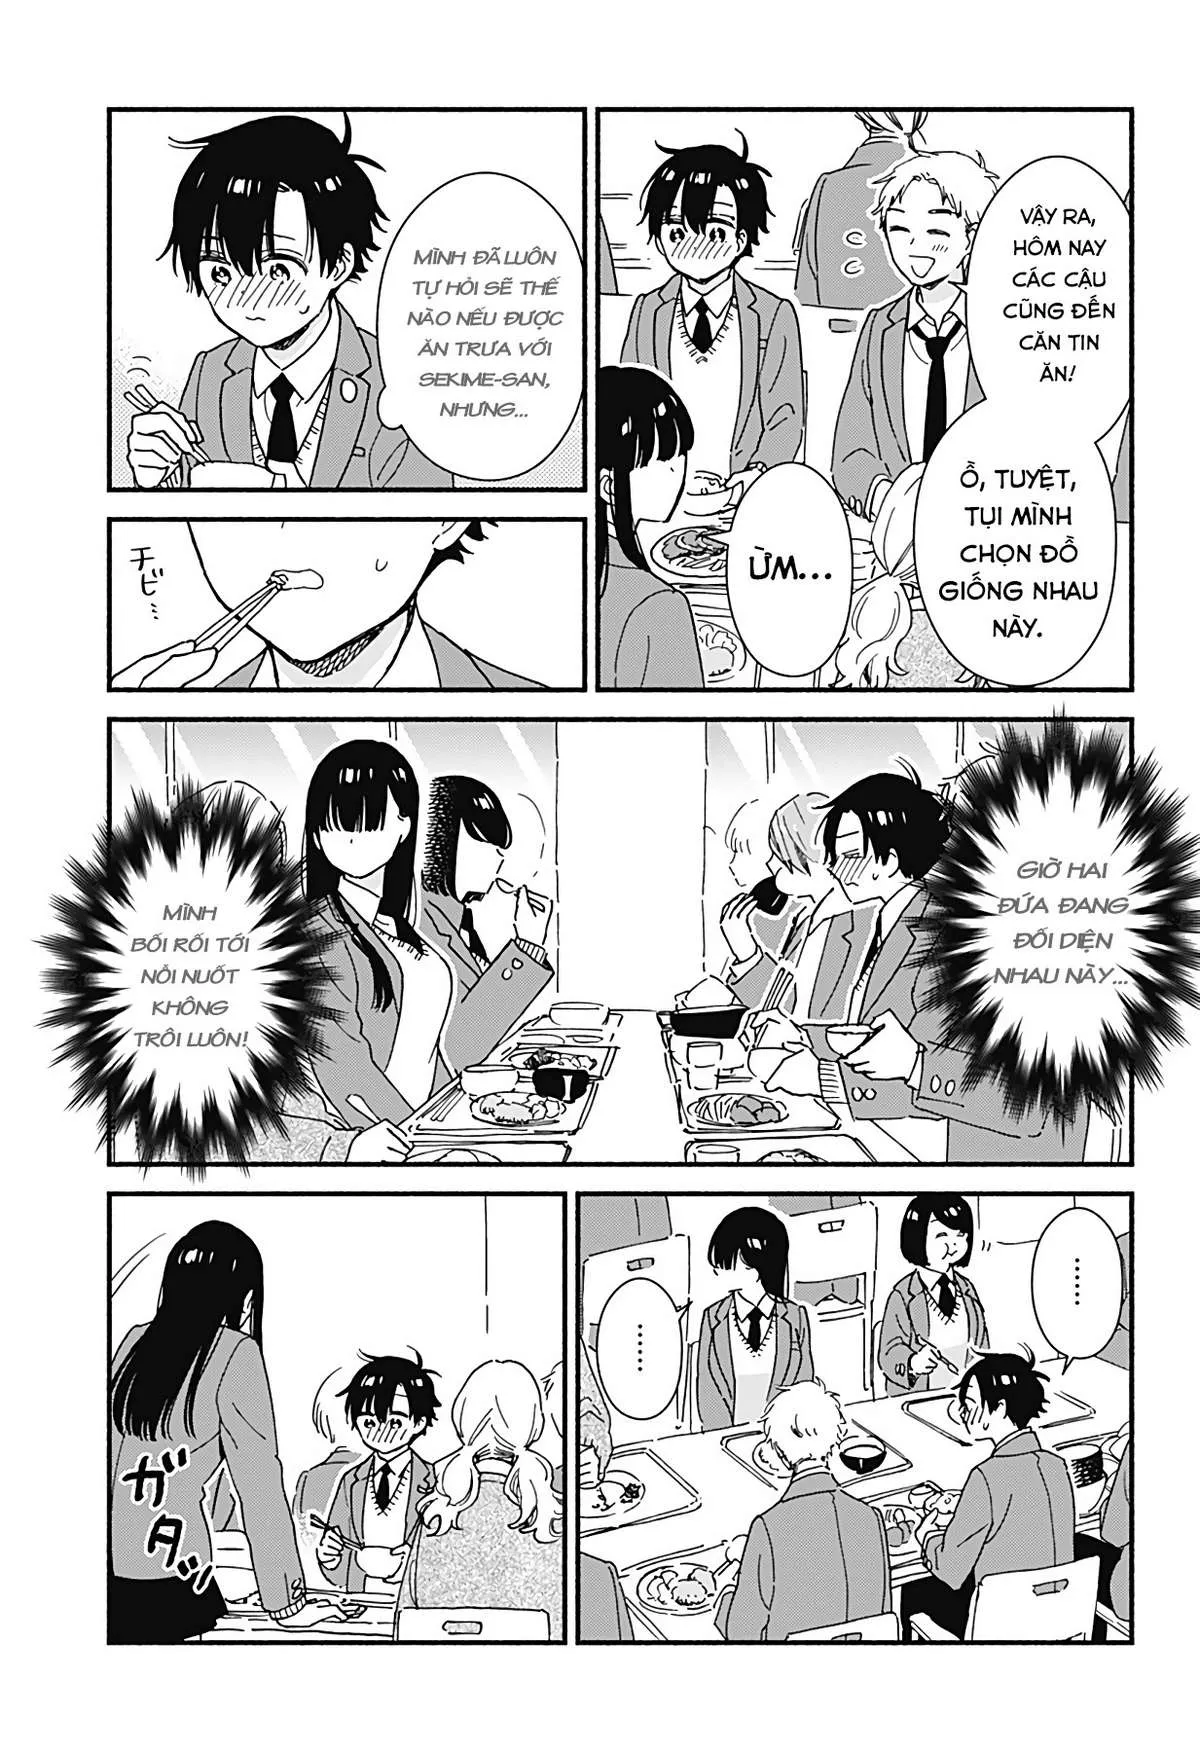 VẬY RA,
HÔM NAY
CÁC CẬU
CŨNG ĐẾN
CĂN TIN
ĂN!
Ồ, TUYỆT,
TỤI MÌNH
CHỌN ĐỒ
GIỐNG NHAU
NÀY.
ỪM...
MÌNH ĐÃ LUÔN
TỰ HỎI SẼ THẾ
NÀO NẾU ĐƯỢC
ĂN TRƯA VỚI
SEKIME-SAN,
NHƯNG...
チビ…
GIỜ HAI
ĐỨA ĐANG
ĐỐI DIỆN
NHAU NÀY...
MÌNH
BỐI RỐI TỚI
NỖI NUỐT
KHÔNG
TRÔI LUÔN!
......
......
ガタッ